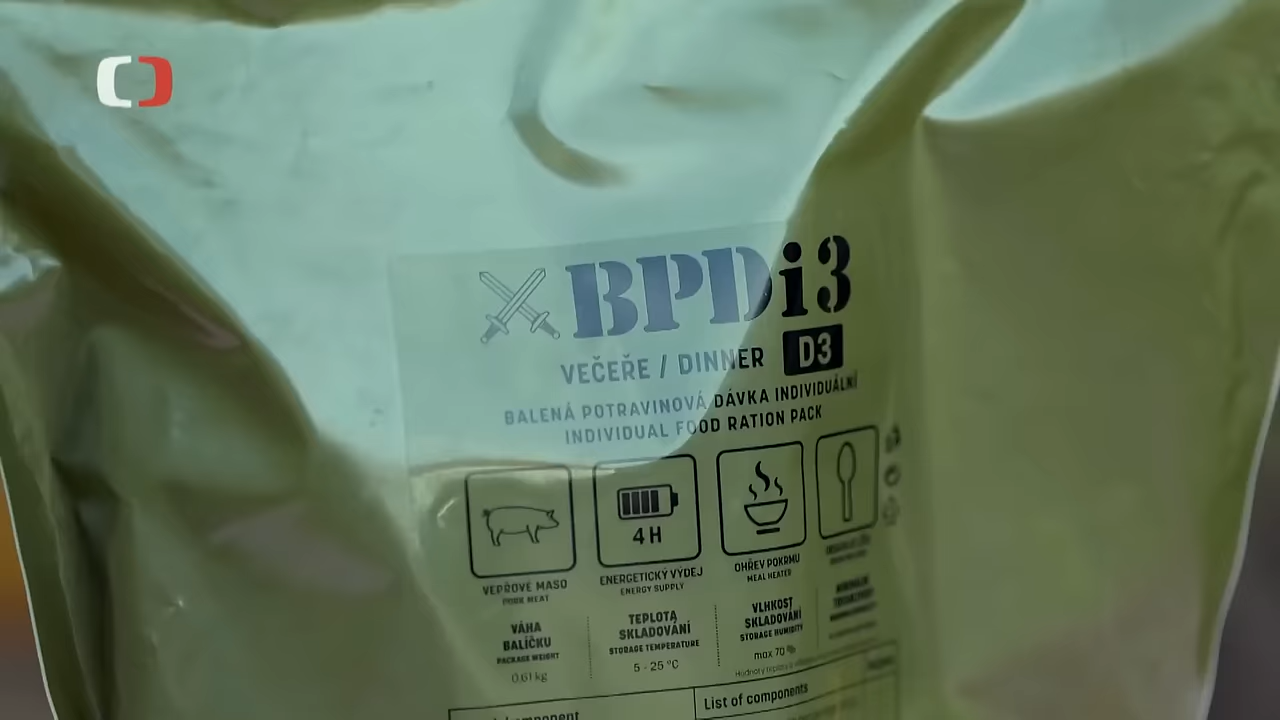 BPDi3
VEČEŘE / DINNER D3
BALENÁ POTRAVINOVÁ DÁVKA INDIVIDUÁLNÍ
INDIVIDUAL FOOD RATION PACK
4H
VEPŘOVÉ MASO
PORK MEAT
ENERGETICKÝ VÝDEJ
ENERGY SUPPLY
OHŘEV POKRMU
MEAL HEATER
VÁHA
BALÍČKU
PACKAGE WEIGHT
0,61 kg
TEPLOTA
SKLADOVÁNÍ
STORAGE TEMPERATURE
5 - 25 °C
VLHKOST
SKLADOVÁNÍ
STORAGE HUMIDITY
max 70 %
List of components